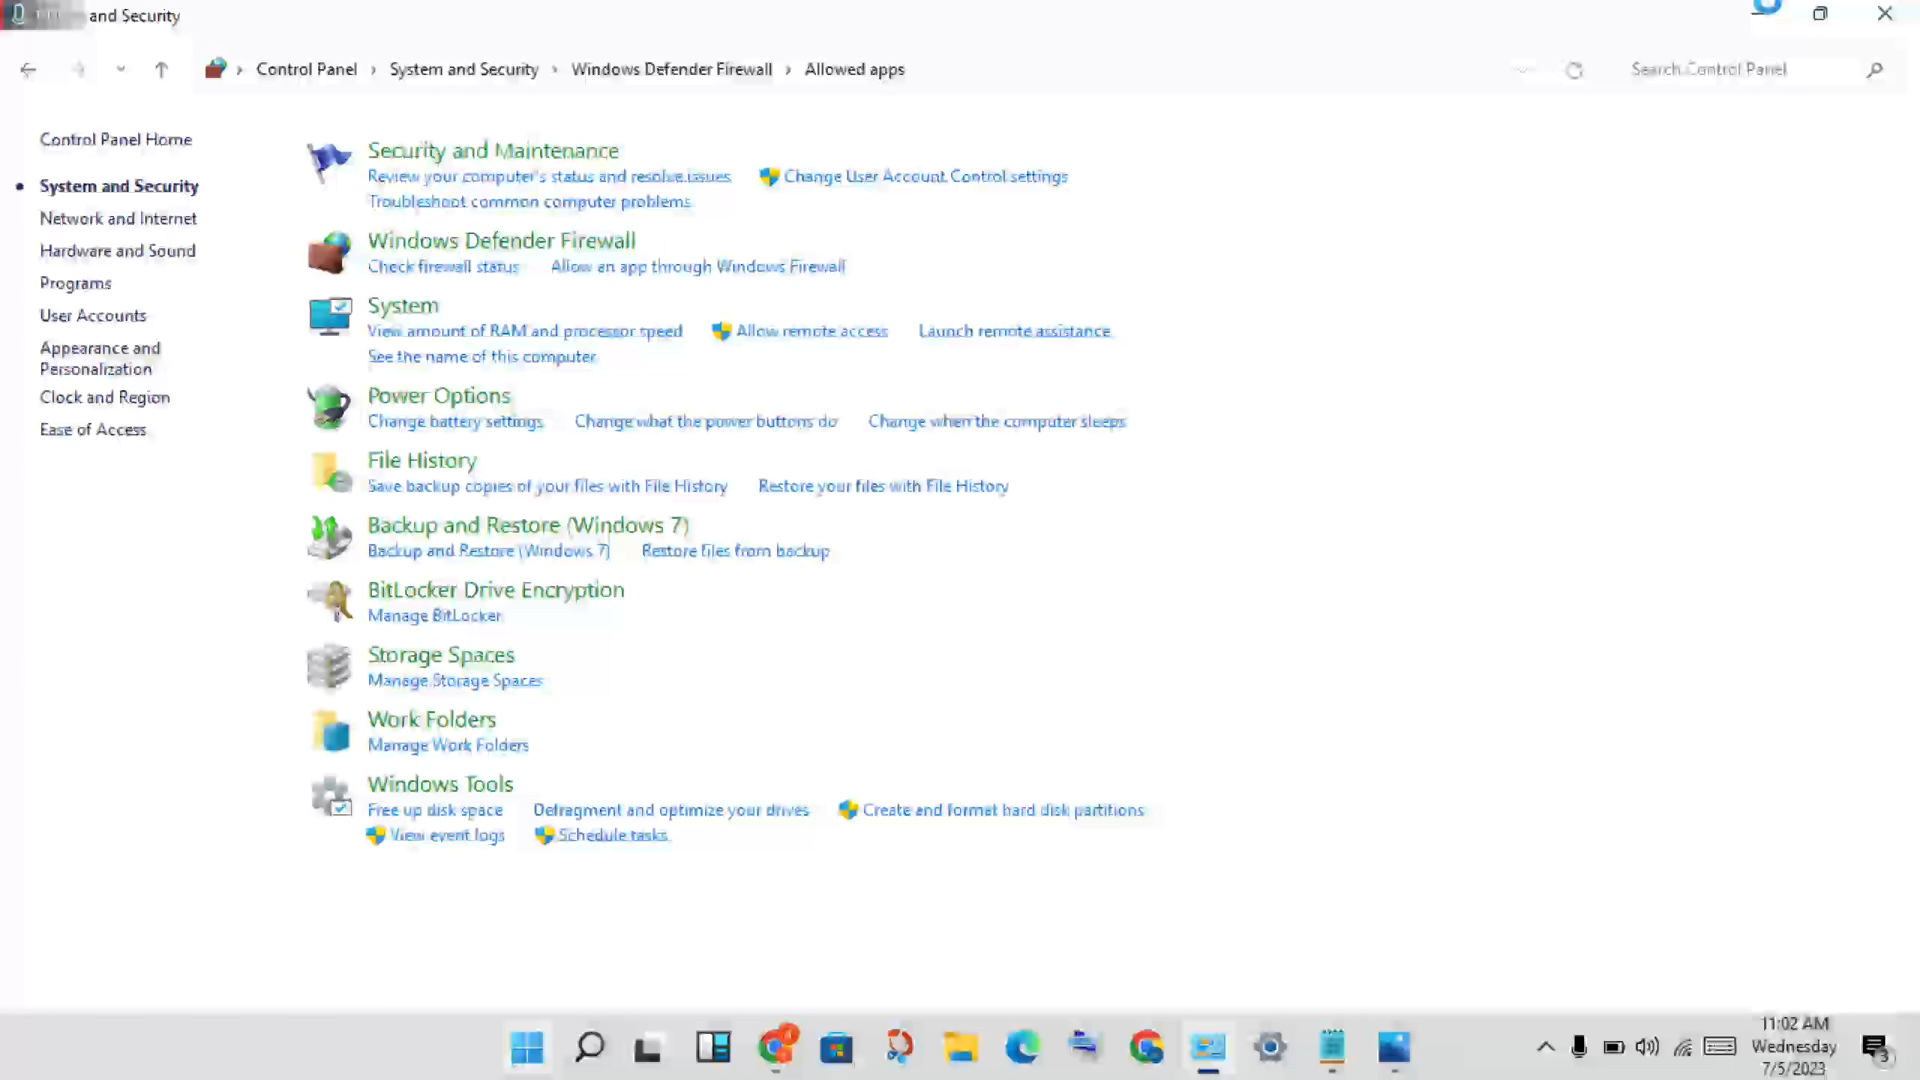 and Security
Control Panel > System and Security > Windows Defender Firewall > Allowed apps
Search Control Panel
Control Panel Home
System and Security
Network and Internet
Hardware and Sound
Programs
User Accounts
Appearance and
Personalization
Clock and Region
Ease of Access
Security and Maintenance
Review your computer's status and resolve issues Change User Account Control settings
Troubleshoot common computer problems
Windows Defender Firewall
Check firewall status Allow an app through Windows Firewall
System
View amount of RAM and processor speed Allow remote access Launch remote assistance
See the name of this computer
Power Options
Change battery settings Change what the power buttons do Change when the computer sleeps
File History
Save backup copies of your files with File History Restore your files with File History
Backup and Restore (Windows 7)
Backup and Restore (Windows 7) Restore files from backup
BitLocker Drive Encryption
Manage BitLocker
Storage Spaces
Manage Storage Spaces
Work Folders
Manage Work Folders
Windows Tools
Free up disk space Defragment and optimize your drives Create and format hard disk partitions
View event logs Schedule tasks
11:02 AM
Wednesday
7/5/2023
3